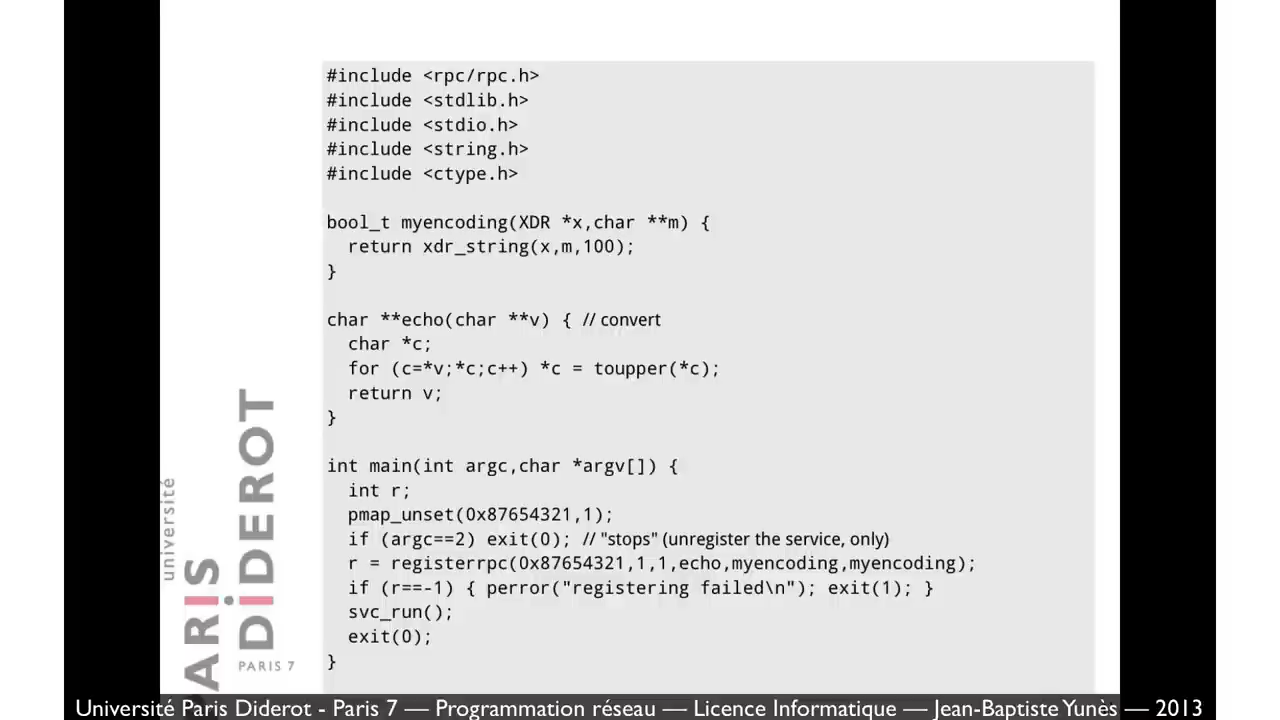 #include <rpc/rpc.h>
#include <stdlib.h>
#include <stdio.h>
#include <string.h>
#include <ctype.h>
bool_t myencoding(XDR *x,char **m) {
  return xdr_string(x,m,100);
}
char **echo(char **v) { // convert
  char *c;
  for (c=*v;*c;c++) *c = toupper(*c);
  return v;
}
int main(int argc,char *argv[]) {
  int r;
  pmap_unset(0x87654321,1);
  if (argc==2) exit(0); // "stops" (unregister the service, only)
  r = registerrpc(0x87654321,1,1,echo,myencoding,myencoding);
  if (r==-1) { perror("registering failed\n"); exit(1); }
  svc_run();
  exit(0);
}
université
ARIS
DiDEROT
PARIS 7
Université Paris Diderot - Paris 7 — Programmation réseau — Licence Informatique — Jean-Baptiste Yunès — 2013